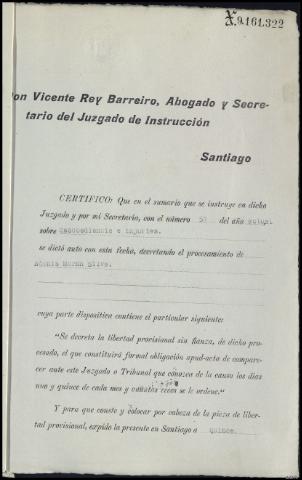 N.9.161.322
Don Vicente Rey Barreiro, Abogado y Secre-
tario del Juzgado de Instrucción
Santiago
CERTIFICO: Que en el sumario que se instruye en dicho
Juzgado y por mi Secretaría, con el número 51 del año
sobre desobediencia e injurias.
se dictó auto con esta fecha, decretando el procesamiento de
Silva.
cuya parte dispositiva contiene el particular siguiente:
"Se decreta la libertad provisional sin fianza, de dicho pro-
cesado, el que constituirá formal obligación apud-acta de compare-
cer ante este Juzgado o Tribunal que conozca de la causa los días
uno y quince de cada mes y cuantas veces se le ordene."
Y para que conste y colocar por cabeza de la pieza de liber-
tad provisional, expido la presente en Santiago a quince